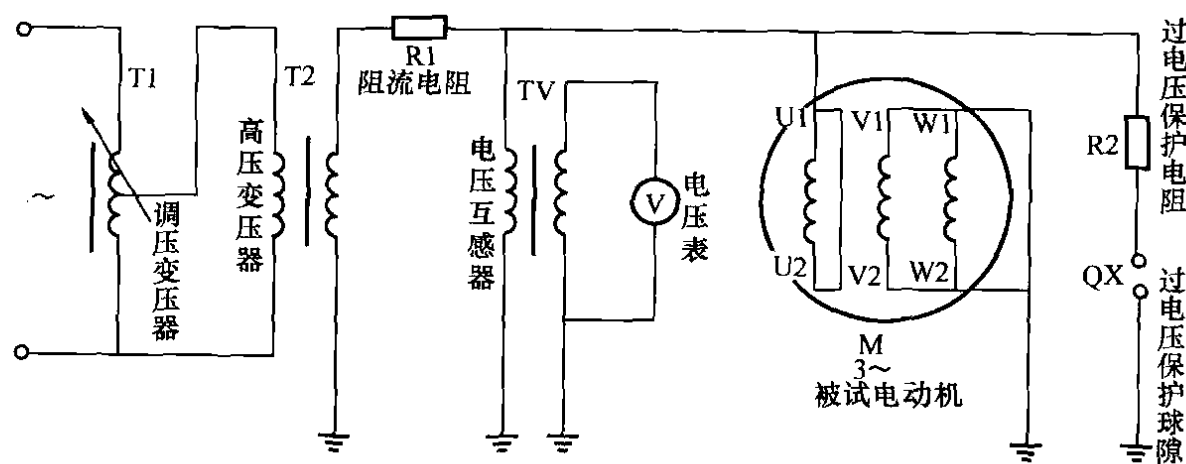 T1
调压变压器
~
T2
高压变压器
R1
阻流电阻
TV
电压互感器
V
电压表
U1
V1
W1
U2
V2
W2
M
3~
被试电动机
R2
过电压保护电阻
QX
过电压保护球隙